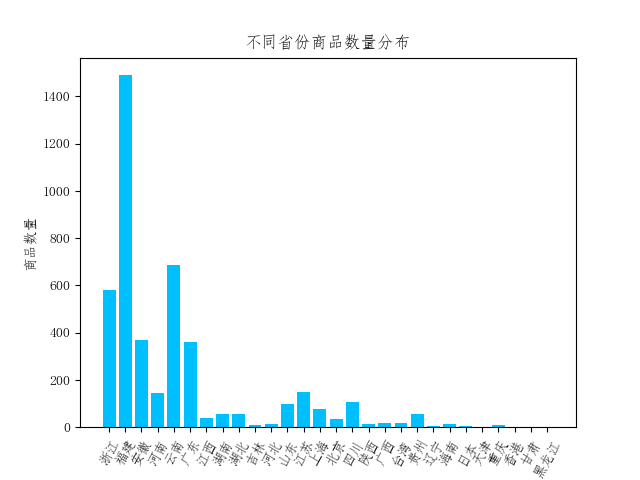 不同省份商品数量分布
商品数量
1400
1200
1000
800
600
400
200
0
浙江
福建
安徽
河南
云南
广东
江西
湖南
湖北
吉林
河北
山东
江苏
上海
北京
四川
陕西
广西
台湾
贵州
辽宁
海南
日本
天津
重庆
香港
甘肃
黑龙江